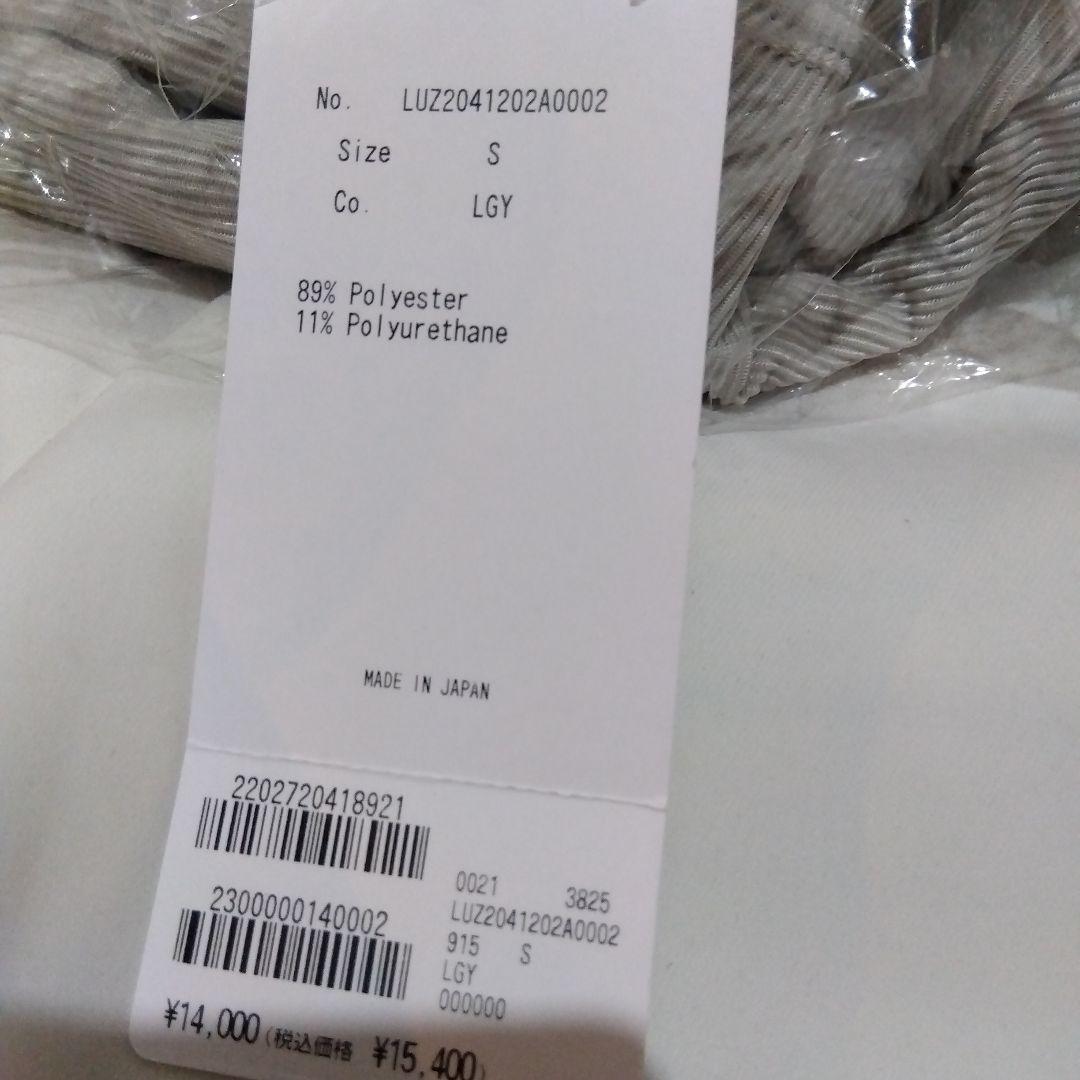 No. LUZ2041202A0002
Size S
Co. LGY
89% Polyester
11% Polyurethane
MADE IN JAPAN
2202720418921
2300000140002
0021 3825
LUZ2041202A0002
915 S
LGY
000000
¥14,000(税込価格 ¥15,400)